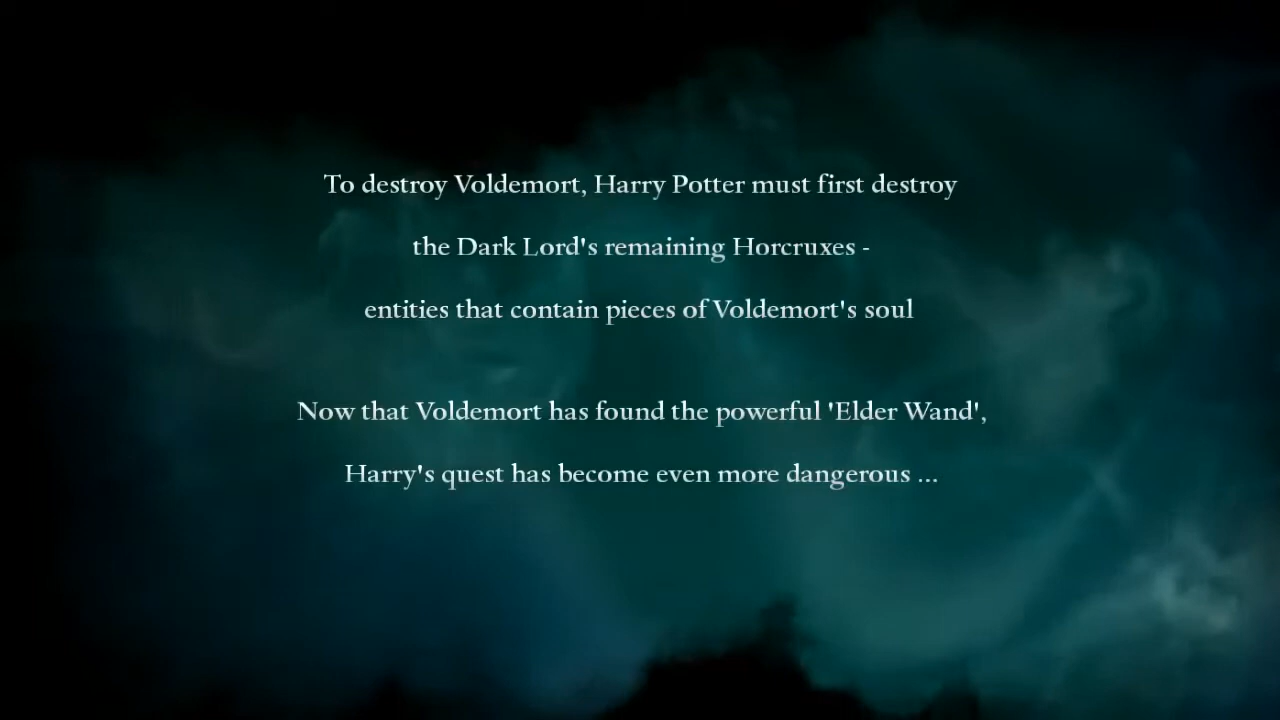 To destroy Voldemort, Harry Potter must first destroy
the Dark Lord's remaining Horcruxes -
entities that contain pieces of Voldemort's soul
Now that Voldemort has found the powerful 'Elder Wand',
Harry's quest has become even more dangerous ...